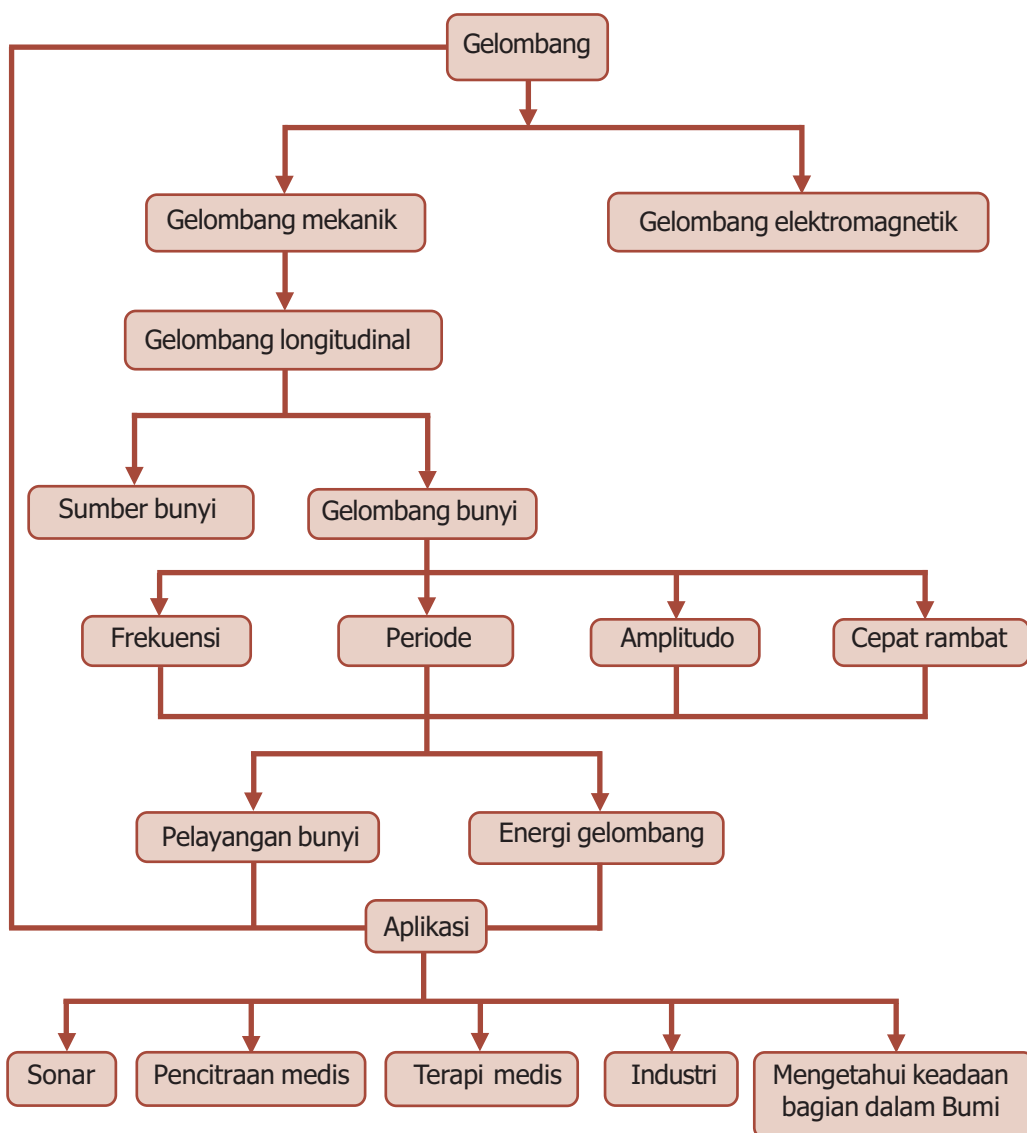 Gelombang
Gelombang mekanik
Gelombang elektromagnetik
Gelombang longitudinal
Sumber bunyi
Gelombang bunyi
Frekuensi
Periode
Amplitudo
Cepat rambat
Pelayangan bunyi
Energi gelombang
Aplikasi
Sonar
Pencitraan medis
Terapi medis
Industri
Mengetahui keadaan
bagian dalam Bumi